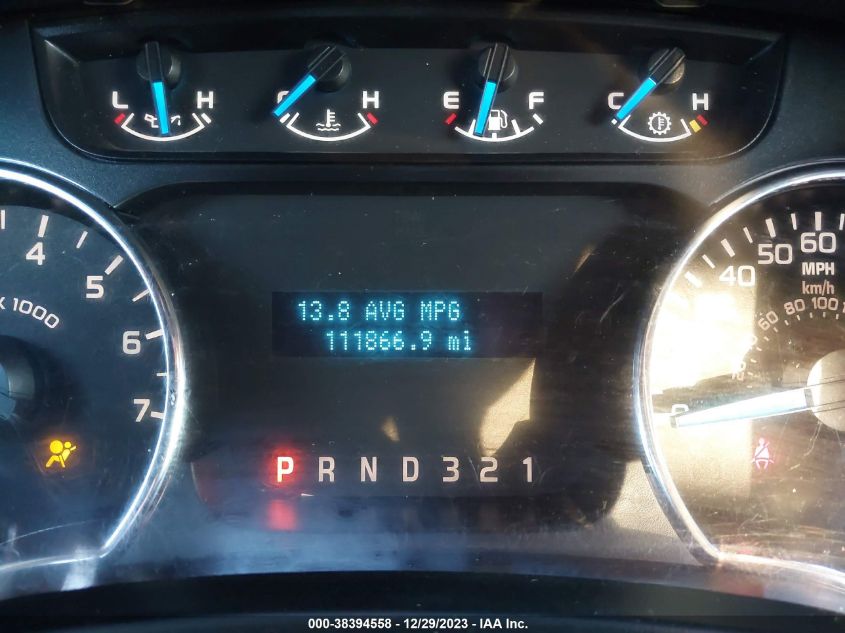 L H
H
E F
C H
4
5
6
7
X 1000
40 50 60
MPH
km/h
60 80 100
13.8 AVG MPG
111866.9 mi
P R N D 3 2 1
000-38394558 - 12/29/2023 - IAA Inc.